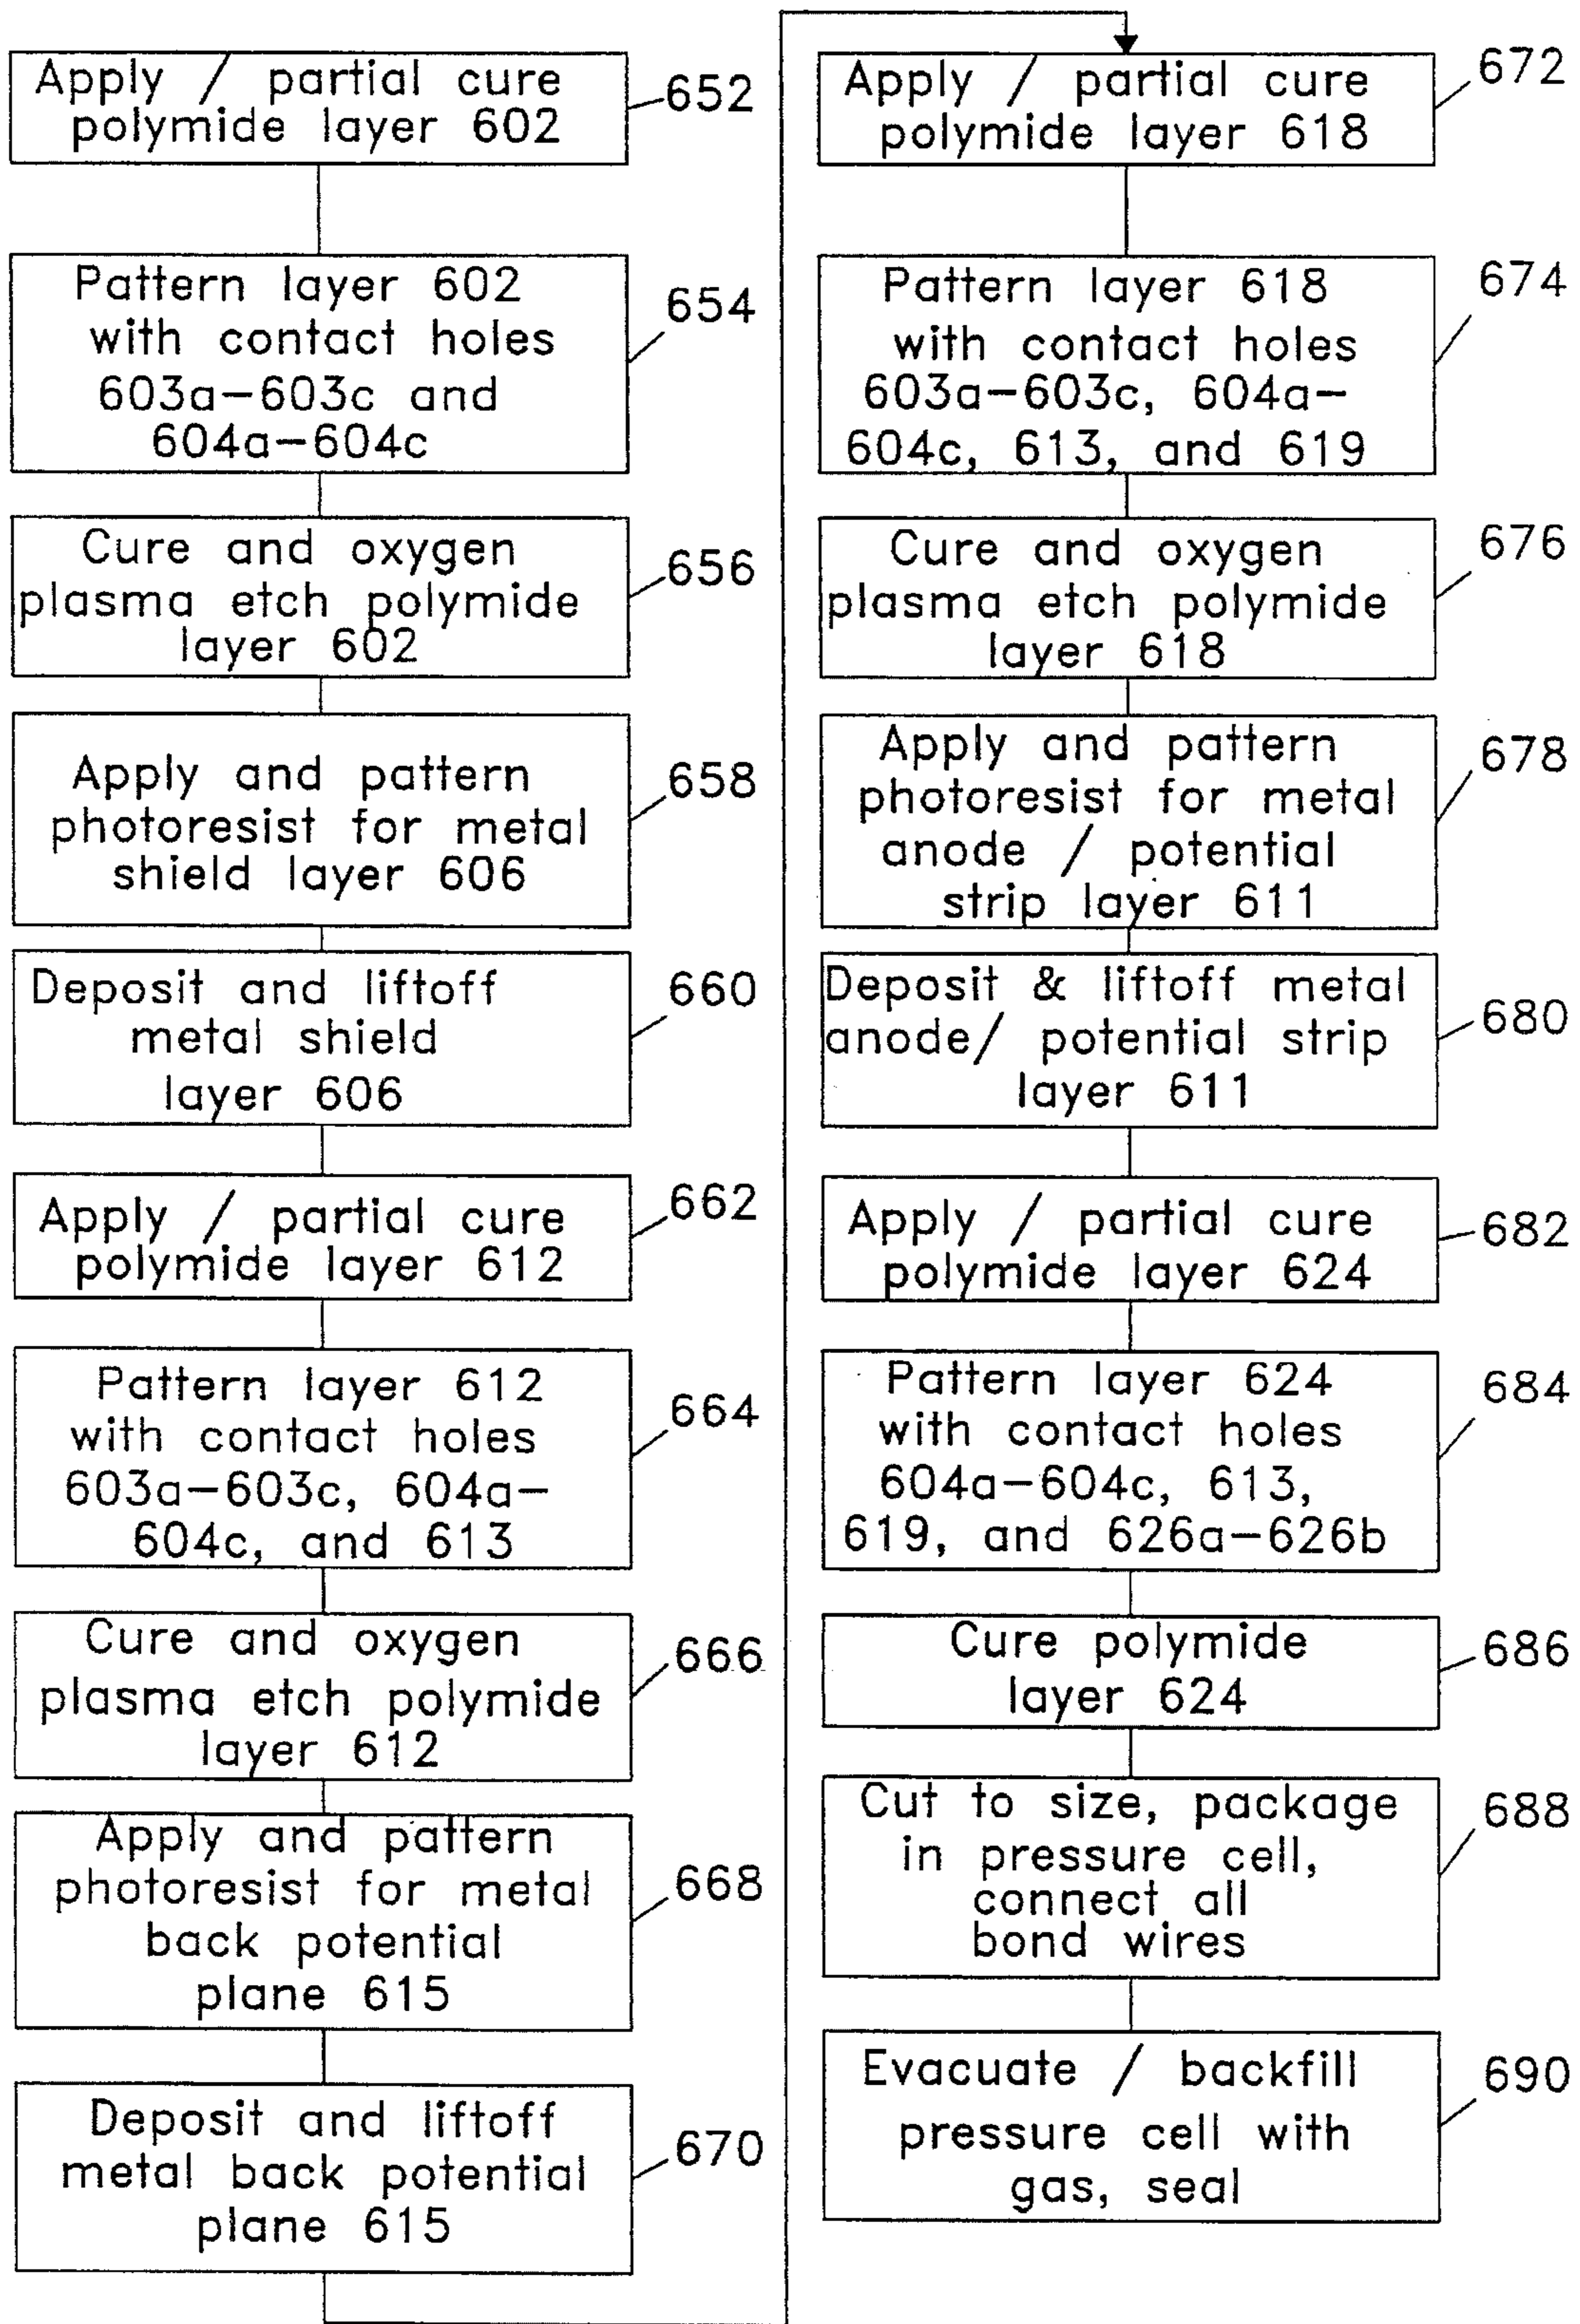 Apply / partial cure
polymide layer 602
652
Pattern layer 602
with contact holes
603a-603c and
604a-604c
654
Cure and oxygen
plasma etch polymide
layer 602
656
Apply and pattern
photoresist for metal
shield layer 606
658
Deposit and liftoff
metal shield
layer 606
660
Apply / partial cure
polymide layer 612
662
Pattern layer 612
with contact holes
603a-603c, 604a-
604c, and 613
664
Cure and oxygen
plasma etch polymide
layer 612
666
Apply and pattern
photoresist for metal
back potential
plane 615
668
Deposit and liftoff
metal back potential
plane 615
670
Apply / partial cure
polymide layer 618
672
Pattern layer 618
with contact holes
603a-603c, 604a-
604c, 613, and 619
674
Cure and oxygen
plasma etch polymide
layer 618
676
Apply and pattern
photoresist for metal
anode / potential
strip layer 611
678
Deposit & liftoff metal
anode/ potential strip
layer 611
680
Apply / partial cure
polymide layer 624
682
Pattern layer 624
with contact holes
604a-604c, 613,
619, and 626a-626b
684
Cure polymide
layer 624
686
Cut to size, package
in pressure cell,
connect all
bond wires
688
Evacuate / backfill
pressure cell with
gas, seal
690